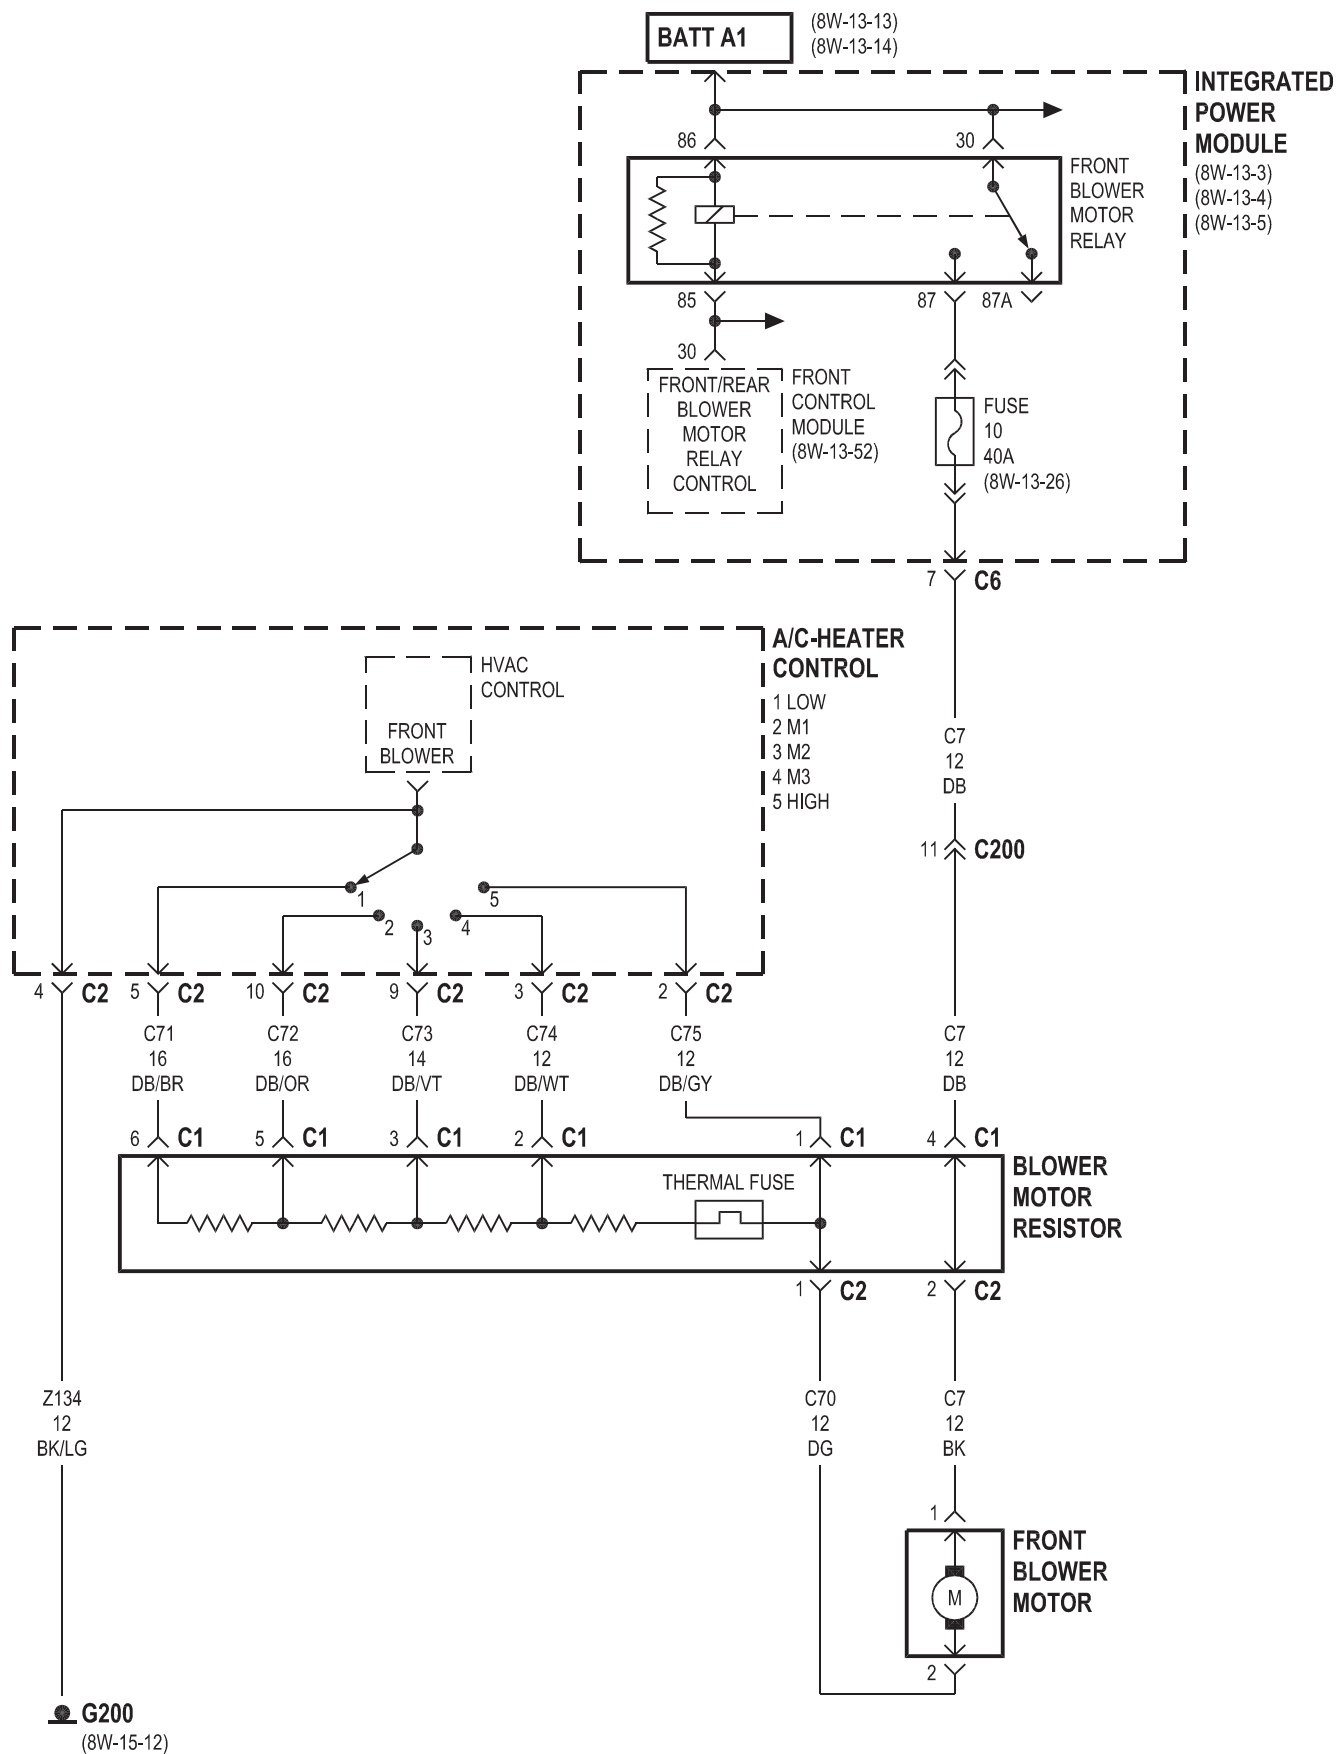 BATT A1
(8W-13-13)
(8W-13-14)
INTEGRATED
POWER
MODULE
(8W-13-3)
(8W-13-4)
(8W-13-5)
86
30
FRONT
BLOWER
MOTOR
RELAY
85
87
87A
30
FRONT/REAR
BLOWER
MOTOR
RELAY
CONTROL
FRONT
CONTROL
MODULE
(8W-13-52)
FUSE
10
40A
(8W-13-26)
7
C6
A/C-HEATER
CONTROL
1 LOW
2 M1
3 M2
4 M3
5 HIGH
HVAC
CONTROL
FRONT
BLOWER
C7
12
DB
11
C200
1
2
3
4
5
4 C2
5 C2
10 C2
9 C2
3 C2
2 C2
C71
16
DB/BR
C72
16
DB/OR
C73
14
DB/VT
C74
12
DB/WT
C75
12
DB/GY
C7
12
DB
6 C1
5 C1
3 C1
2 C1
1 C1
4 C1
THERMAL FUSE
BLOWER
MOTOR
RESISTOR
1 C2
2 C2
Z134
12
BK/LG
C70
12
DG
C7
12
BK
1
FRONT
BLOWER
MOTOR
M
2
G200
(8W-15-12)